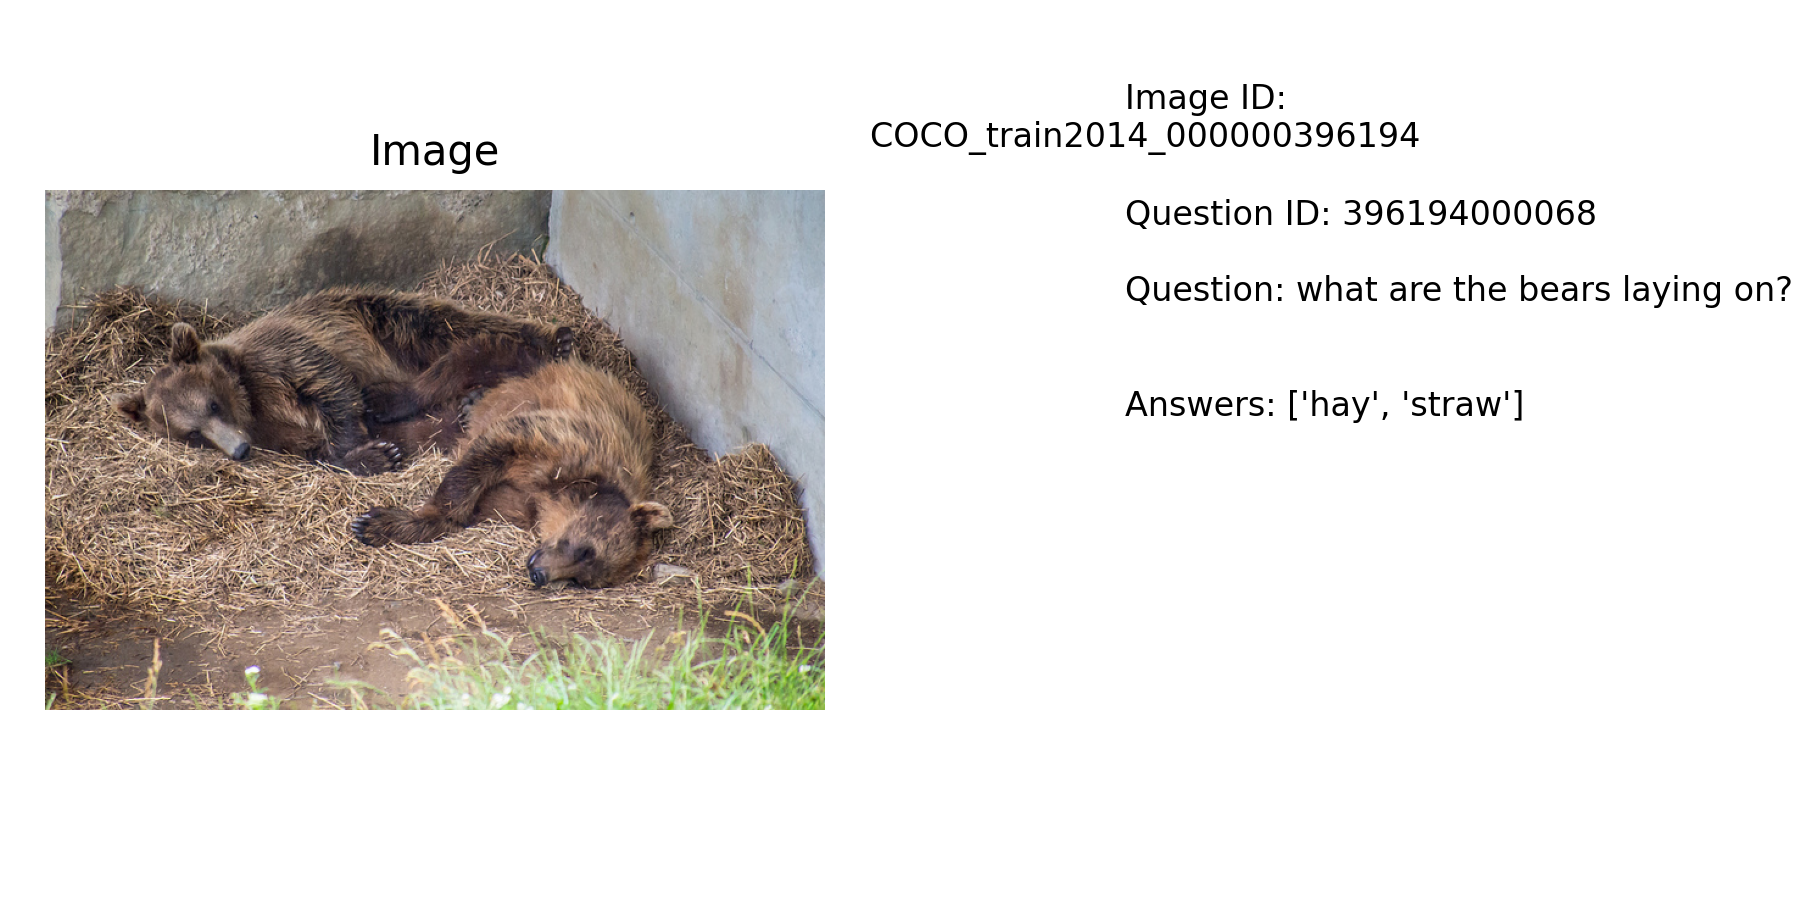 Image
Image ID:
COCO_train2014_000000396194
Question ID: 396194000068
Question: what are the bears laying on?
Answers: ['hay', 'straw']